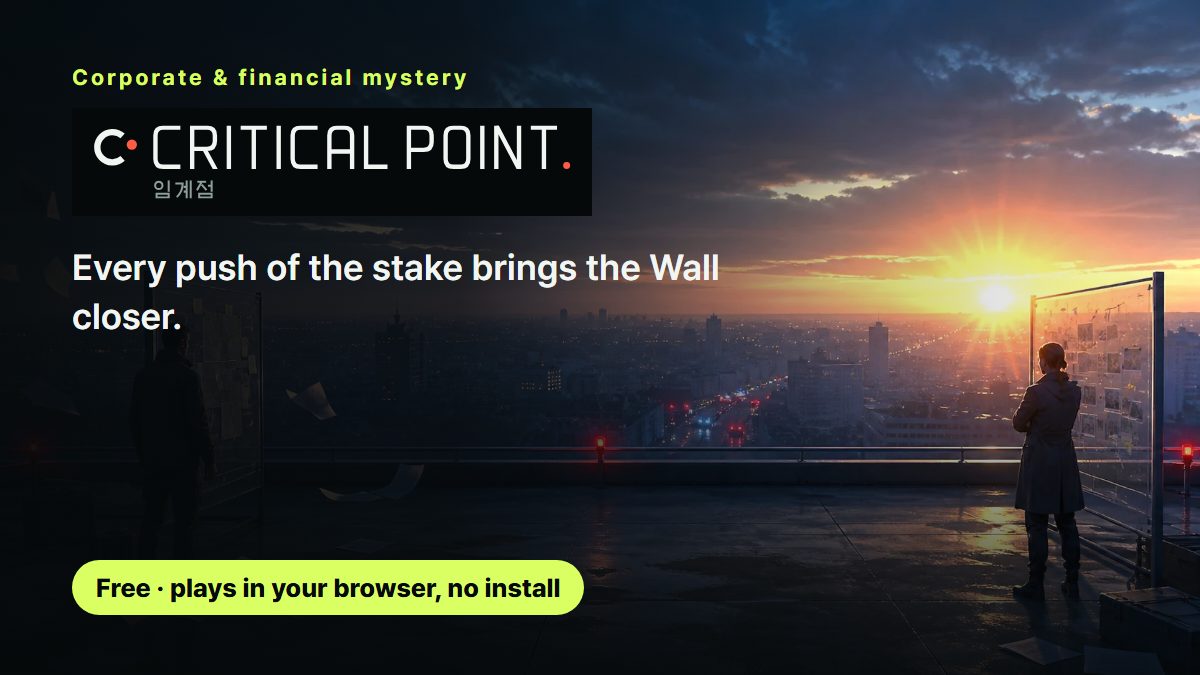 Corporate & financial mystery
C• CRITICAL POINT.
임계점
Every push of the stake brings the Wall
closer.
Free · plays in your browser, no install